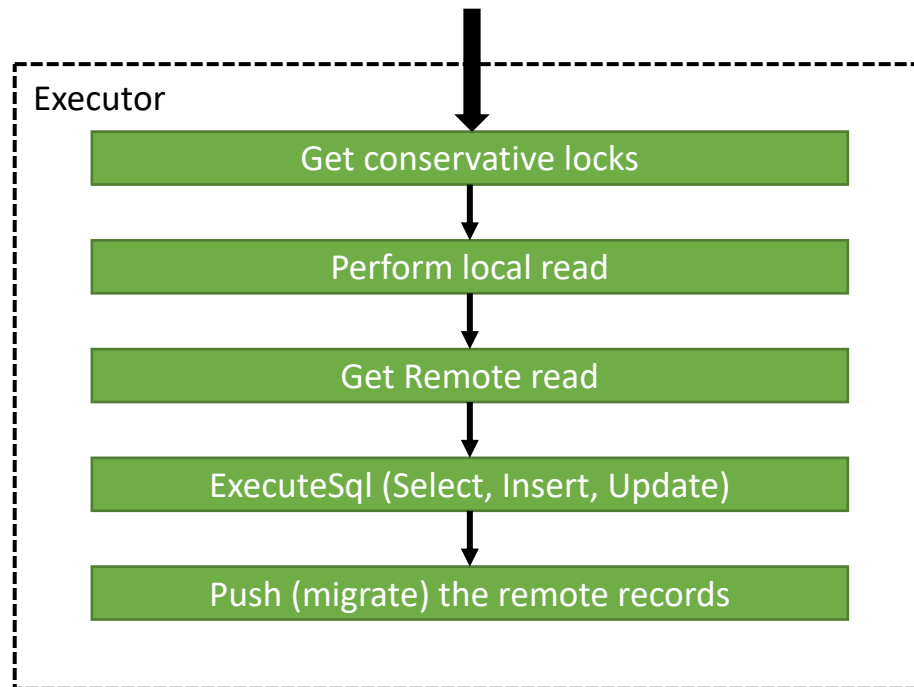 Executor
Get conservative locks
Perform local read
Get Remote read
ExecuteSql (Select, Insert, Update)
Push (migrate) the remote records